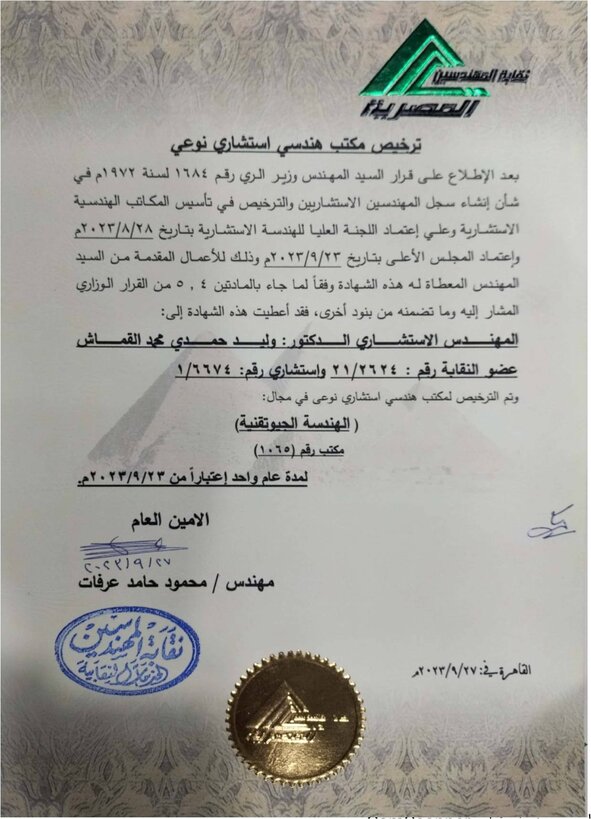 نقابة المهندسين
المصرية
ترخيص مكتب هندسي استشاري نوعي
بعد الإطلاع على قرار السيد المهندس وزير الري رقم ١٦٨٤ لسنة ١٩٧٢م في
شأن إنشاء سجل المهندسين الاستشاريين والترخيص في تأسيس المكاتب الهندسية
الاستشارية وعلي إعتماد اللجنة العليا للهندسة الاستشارية بتاريخ ٢٠٢٣/٨/٢٨م
وإعتماد المجلس الأعلى بتاريخ ٢٠٢٣/٩/٢٣م وذلك للأعمال المقدمة من السيد
المهندس المعطاة له هذه الشهادة وفقاً لما جاء بالمادتين ٤ , ٥ من القرار الوزاري
المشار إليه وما تضمنه من بنود أخرى، فقد أعطيت هذه الشهادة إلى:
المهندس الاستشاري الدكتور: وليد حمدي محمد القماش
عضو النقابة رقم : ٢١/٢٦٢٤ واستشاري رقم: ١/٦٦٧٤
وتم الترخيص لمكتب هندسي استشاري نوعى في مجال:
( الهندسة الجيوتقنية)
مكتب رقم (١٠٦٥)
لمدة عام واحد إعتباراً من ٢٠٢٣/٩/٢٣م.
الامين العام
٢٠٢٣/٩/٢٧
مهندس / محمود حامد عرفات
نقابة المهندسين
القاهرة في: ٢٠٢٣/٩/٢٧م